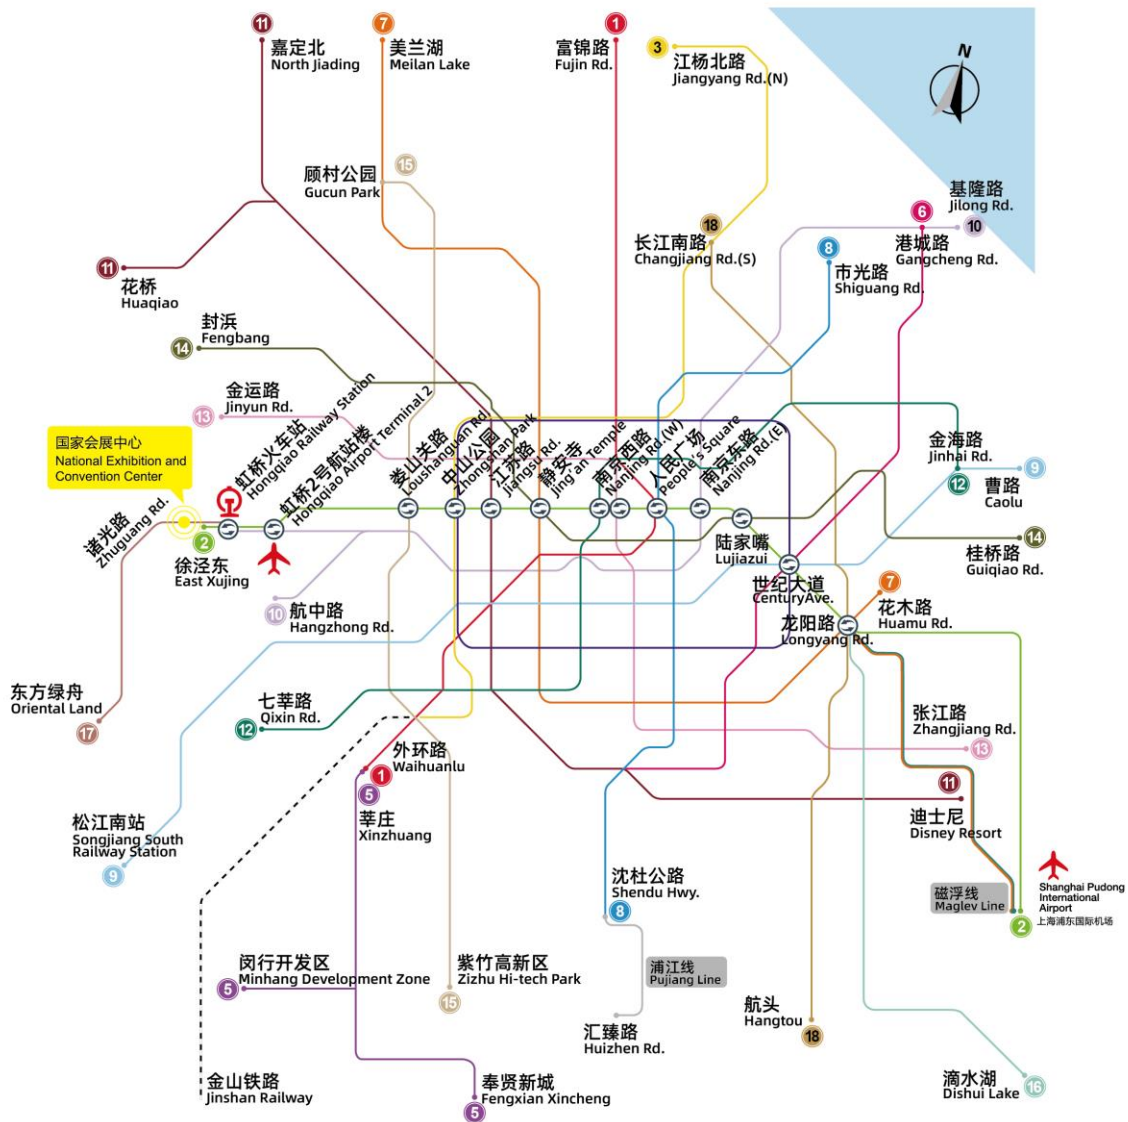 11
嘉定北
North Jiading
7
美兰湖
Meilan Lake
1
富锦路
Fujin Rd.
3
江杨北路
Jiangyang Rd.(N)
N
顾村公园
Gucun Park
15
18
长江南路
Changjiang Rd.(S)
8
市光路
Shiguang Rd.
6
港城路
Gangcheng Rd.
基隆路
Jilong Rd.
10
11
花桥
Huaqiao
封浜
Fengbang
14
金运路
Jinyun Rd.
13
国家会展中心
National Exhibition and
Convention Center
诸光路
Zhuguang Rd.
虹桥火车站
Hongqiao Railway Station
虹桥2号航站楼
Hongqiao Airport Terminal 2
娄山关路
Loushanguan Rd.
中山公园
Zhongshan Park
江苏路
Jiangsu Rd.
静安寺
Jing'an Temple
南京西路
Nanjing Rd.(W)
人民广场
People's Square
南京东路
Nanjing Rd.(E)
陆家嘴
Lujiazui
世纪大道
CenturyAve.
龙阳路
Longyang Rd.
金海路
Jinhai Rd.
12
9
曹路
Caolu
14
桂桥路
Guiqiao Rd.
2
徐泾东
East Xujing
10
航中路
Hangzhong Rd.
7
花木路
Huamu Rd.
东方绿舟
Oriental Land
17
七莘路
Qixin Rd.
12
张江路
Zhangjiang Rd.
13
外环路
Waihuanlu
1
5
莘庄
Xinzhuang
11
迪士尼
Disney Resort
松江南站
Songjiang South
Railway Station
9
沈杜公路
Shendu Hwy.
8
磁浮线
Maglev Line
Shanghai Pudong
International
Airport
上海浦东国际机场
2
闵行开发区
Minhang Development Zone
5
紫竹高新区
Zizhu Hi-tech Park
15
浦江线
Pujiang Line
汇臻路
Huizhen Rd.
航头
Hangtou
18
金山铁路
Jinshan Railway
奉贤新城
Fengxian Xincheng
5
滴水湖
Dishui Lake
16